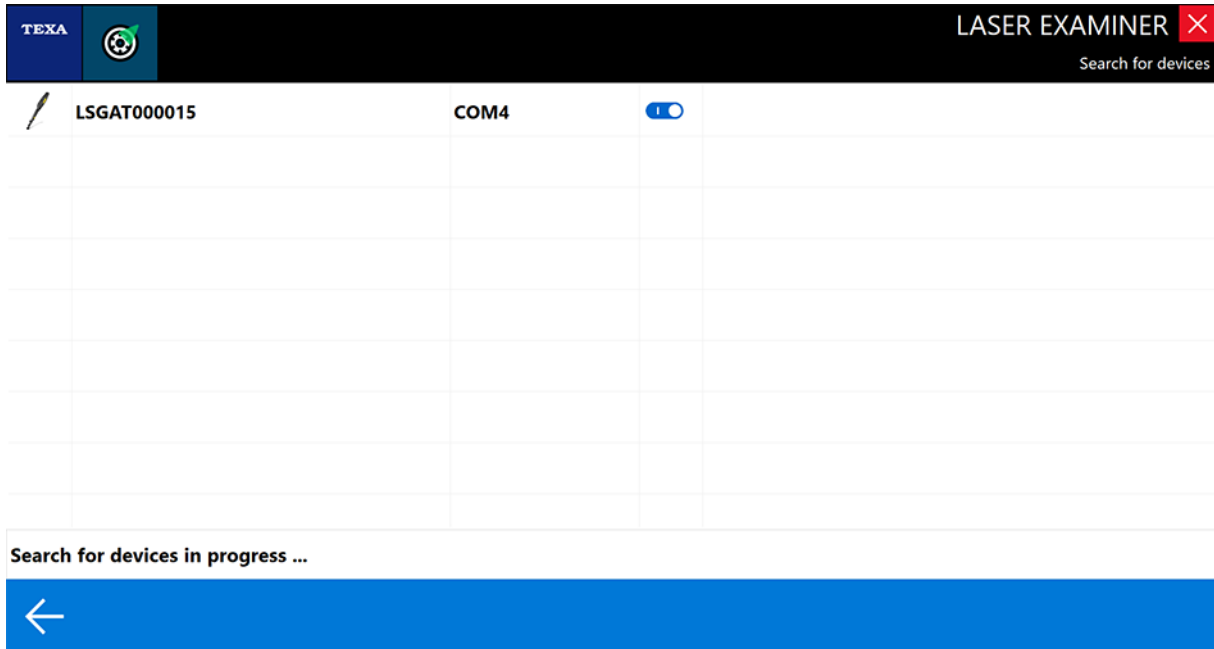 TEXA
LASER EXAMINER
Search for devices
LSGAT000015 COM4
Search for devices in progress ...